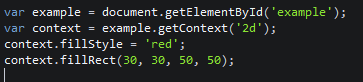 var example = document.getElementById('example');
var context = example.getContext('2d');
context.fillStyle = 'red';
context.fillRect(30, 30, 50, 50);